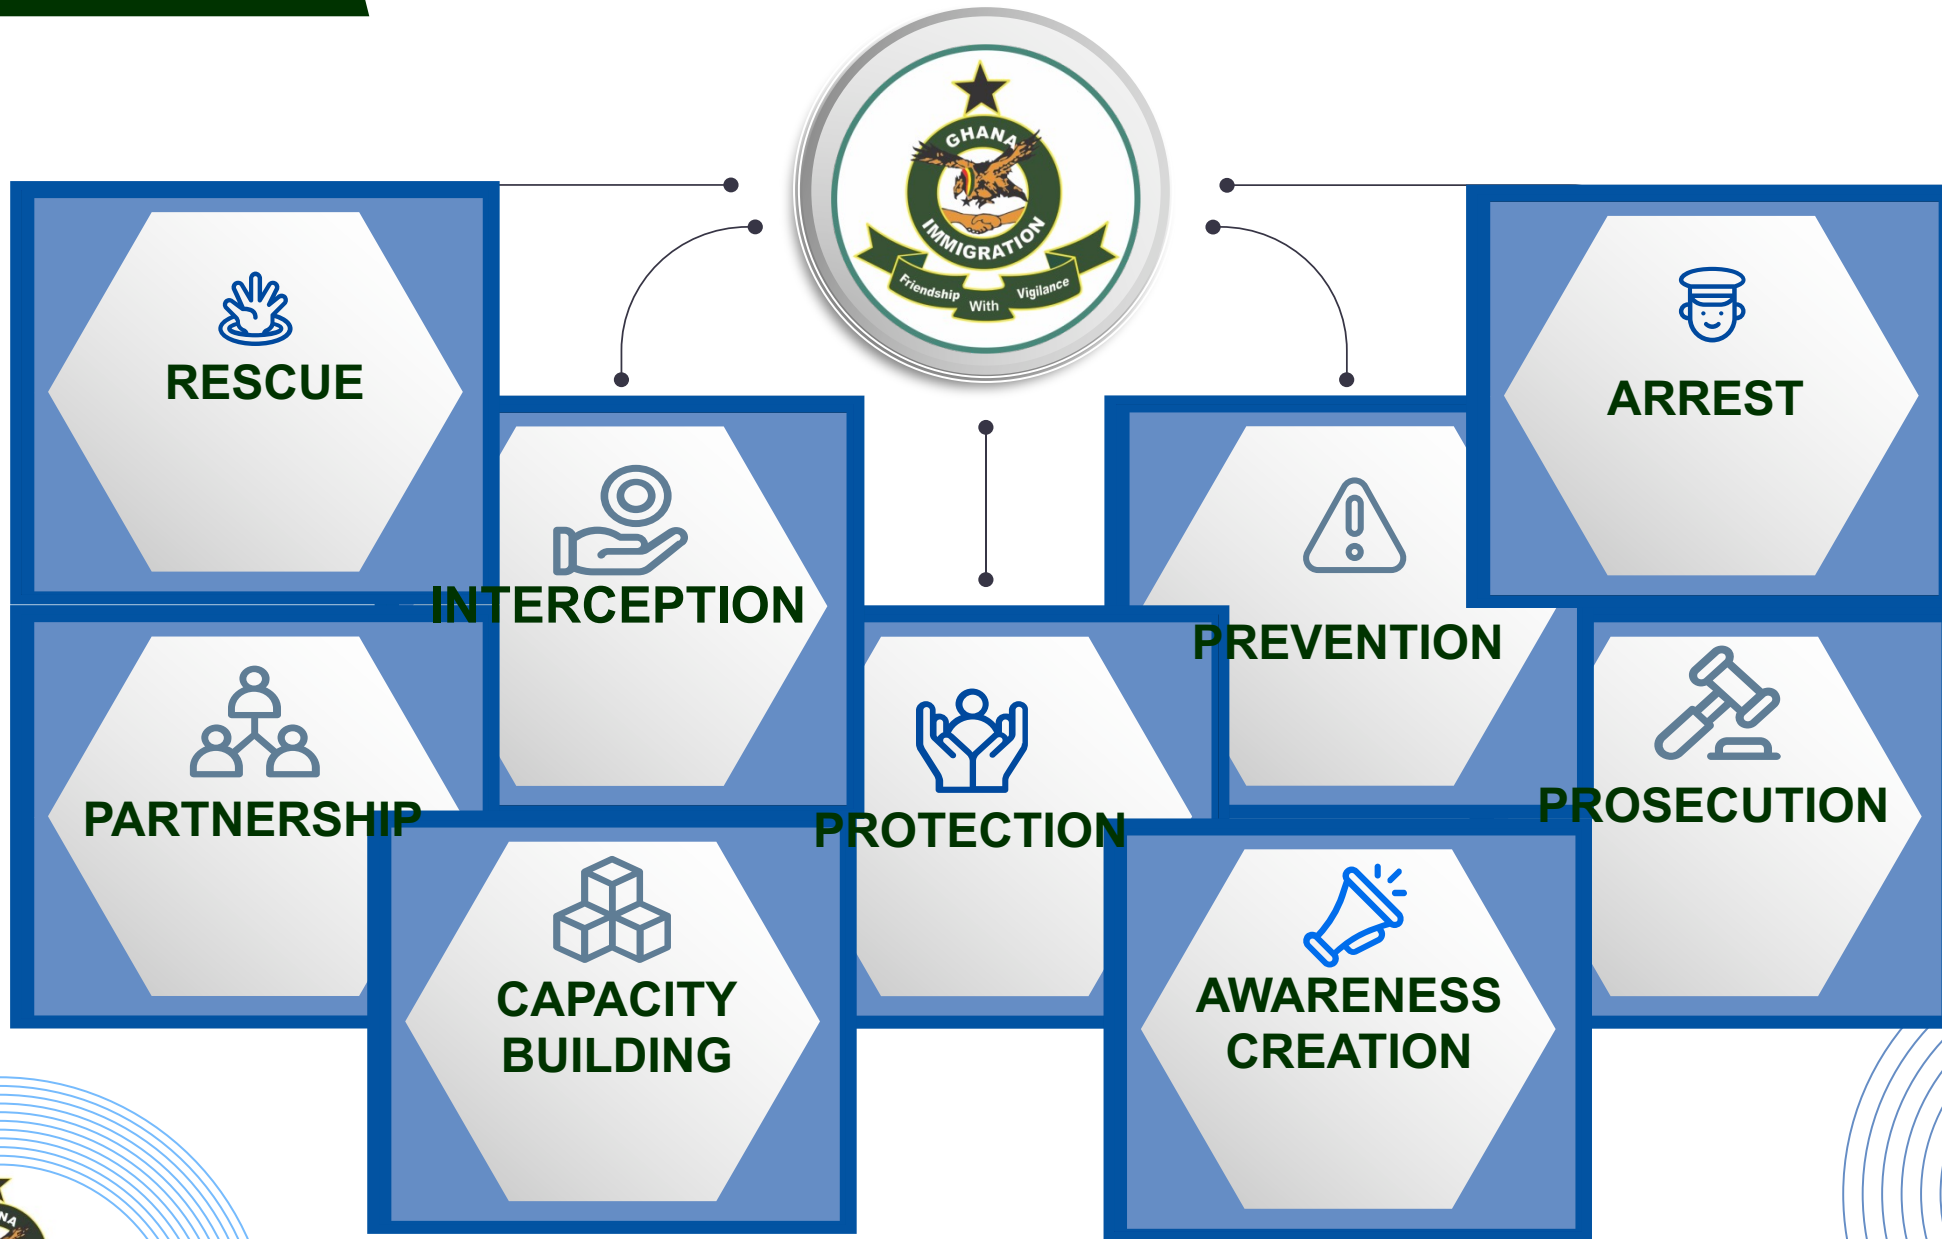 GHANA
IMMIGRATION
Friendship With Vigilance
RESCUE
ARREST
INTERCEPTION
PREVENTION
PARTNERSHIP
PROTECTION
PROSECUTION
CAPACITY
BUILDING
AWARENESS
CREATION